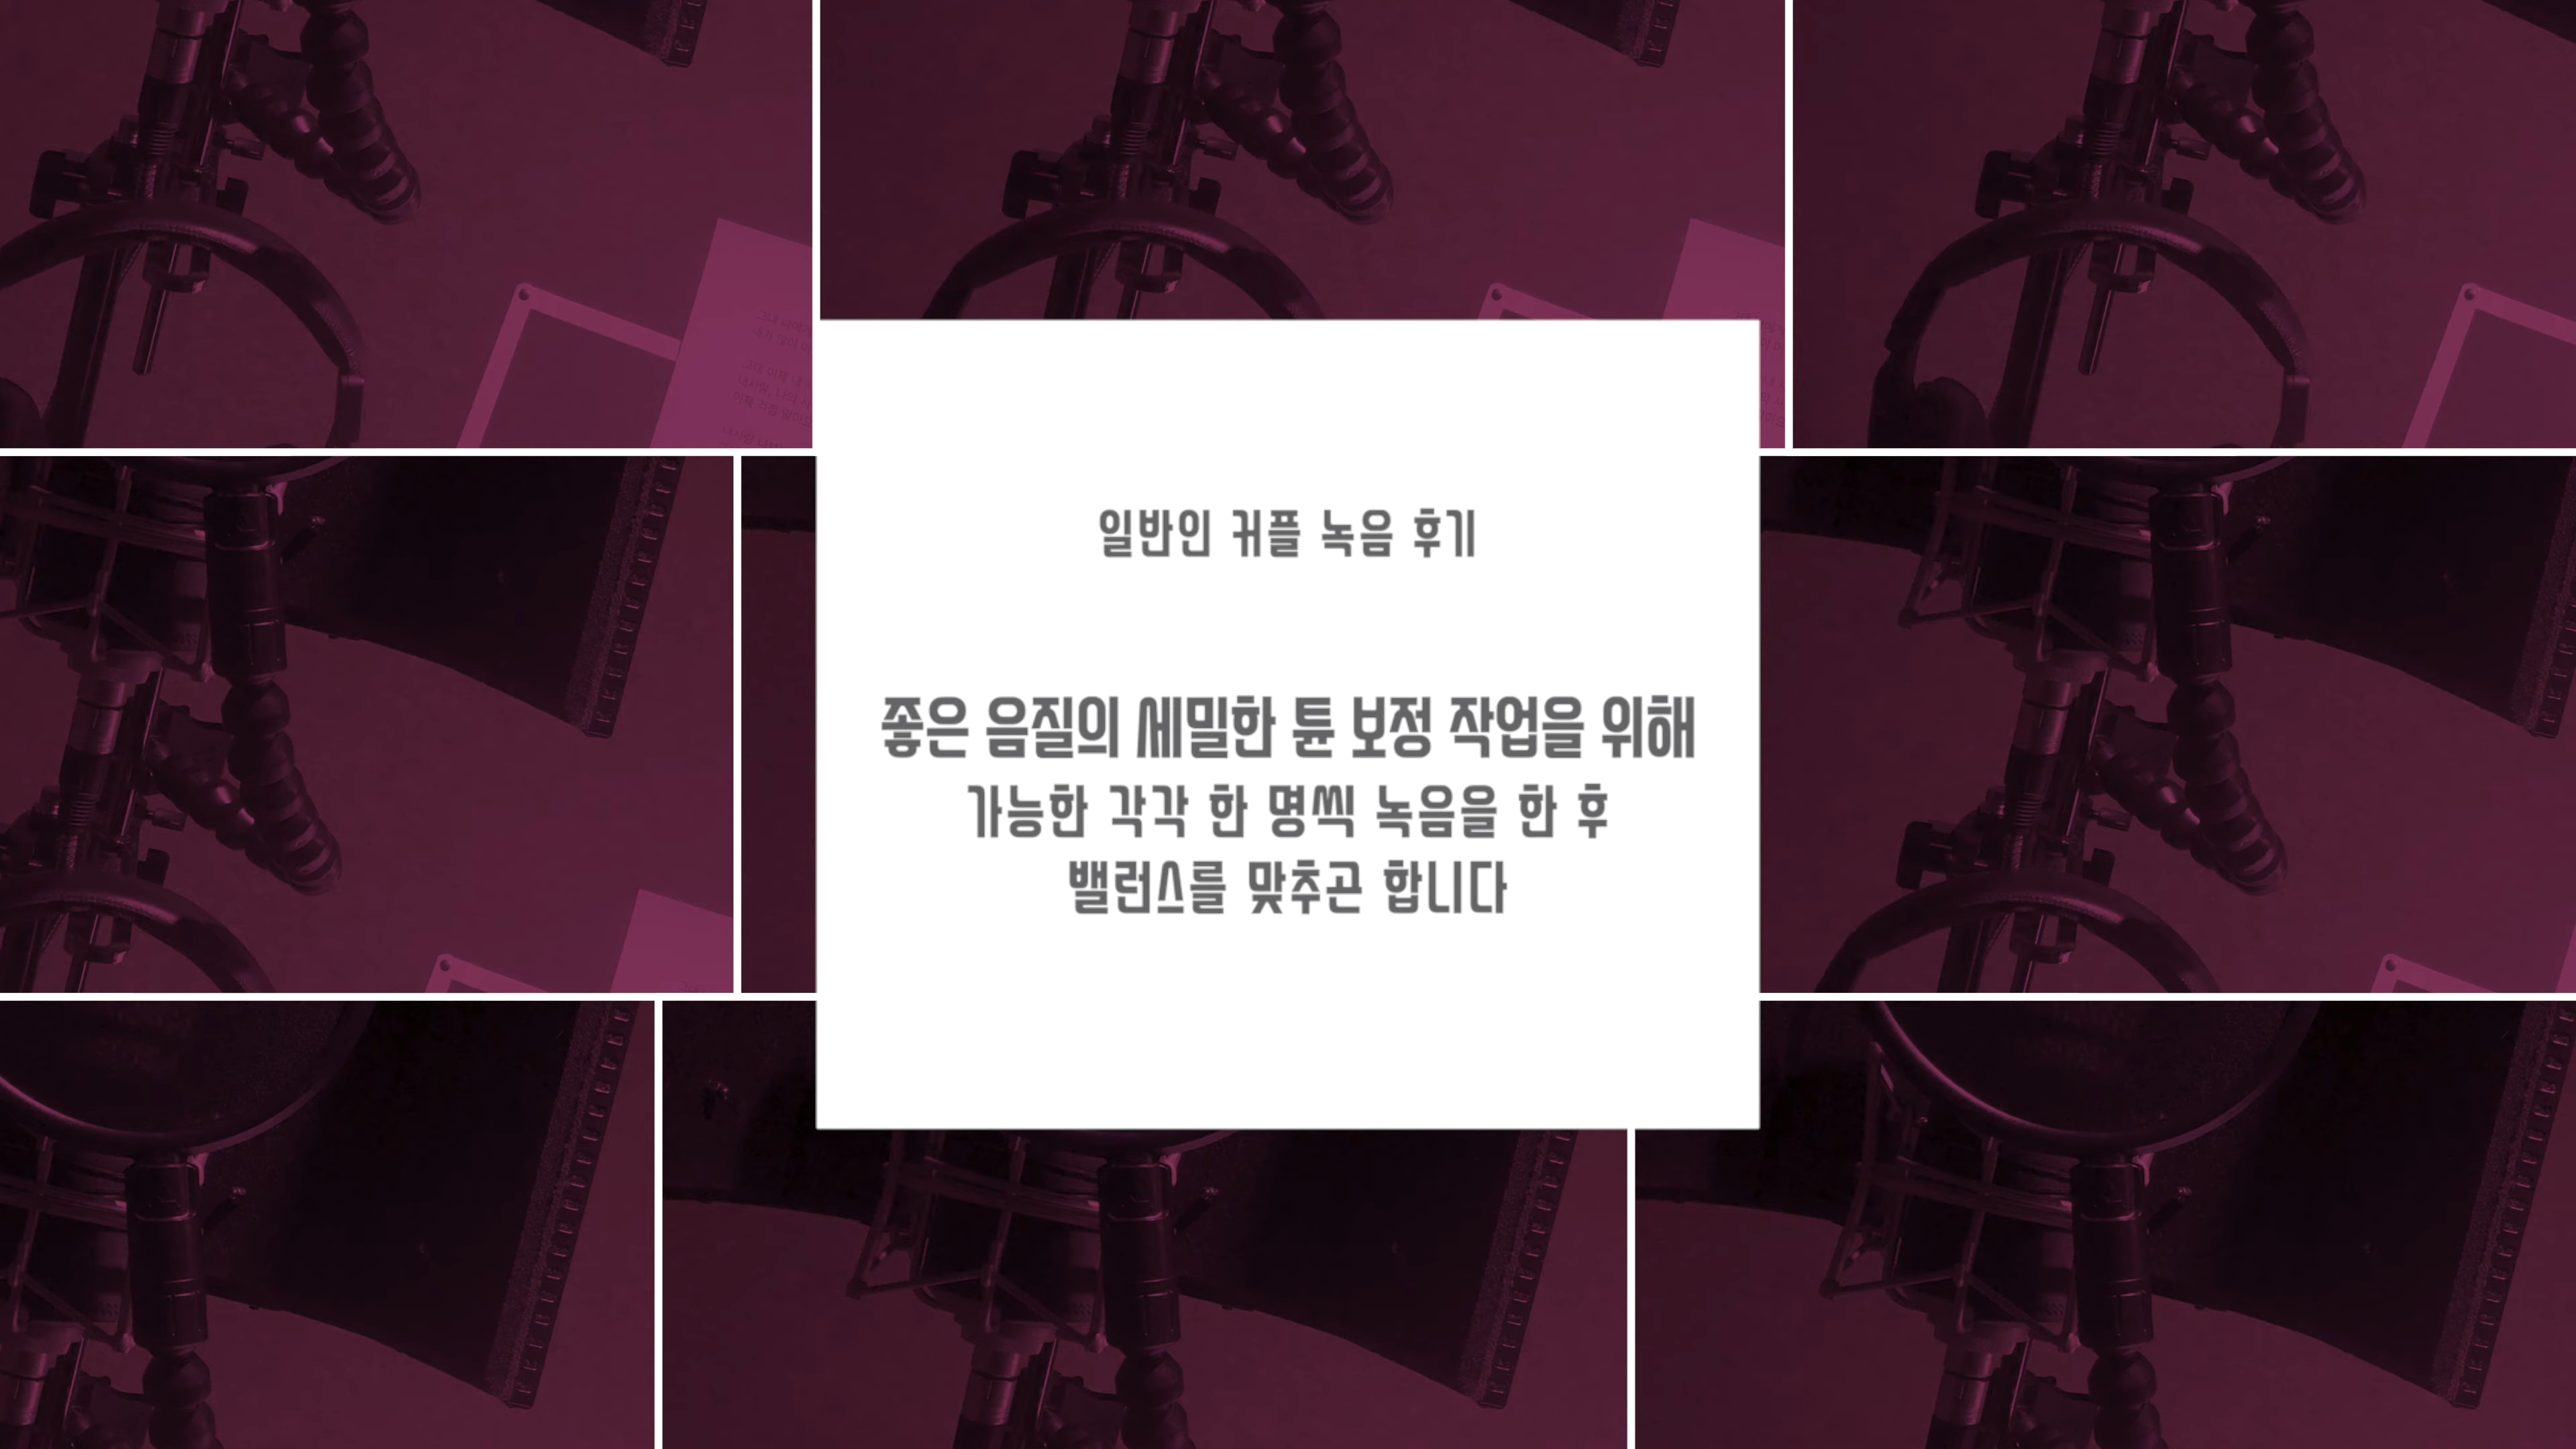 일반인 커플 녹음 후기
좋은 음질의 세밀한 튠 보정 작업을 위해
가능한 각각 한 명씩 녹음을 한 후
밸런스를 맞추곤 합니다